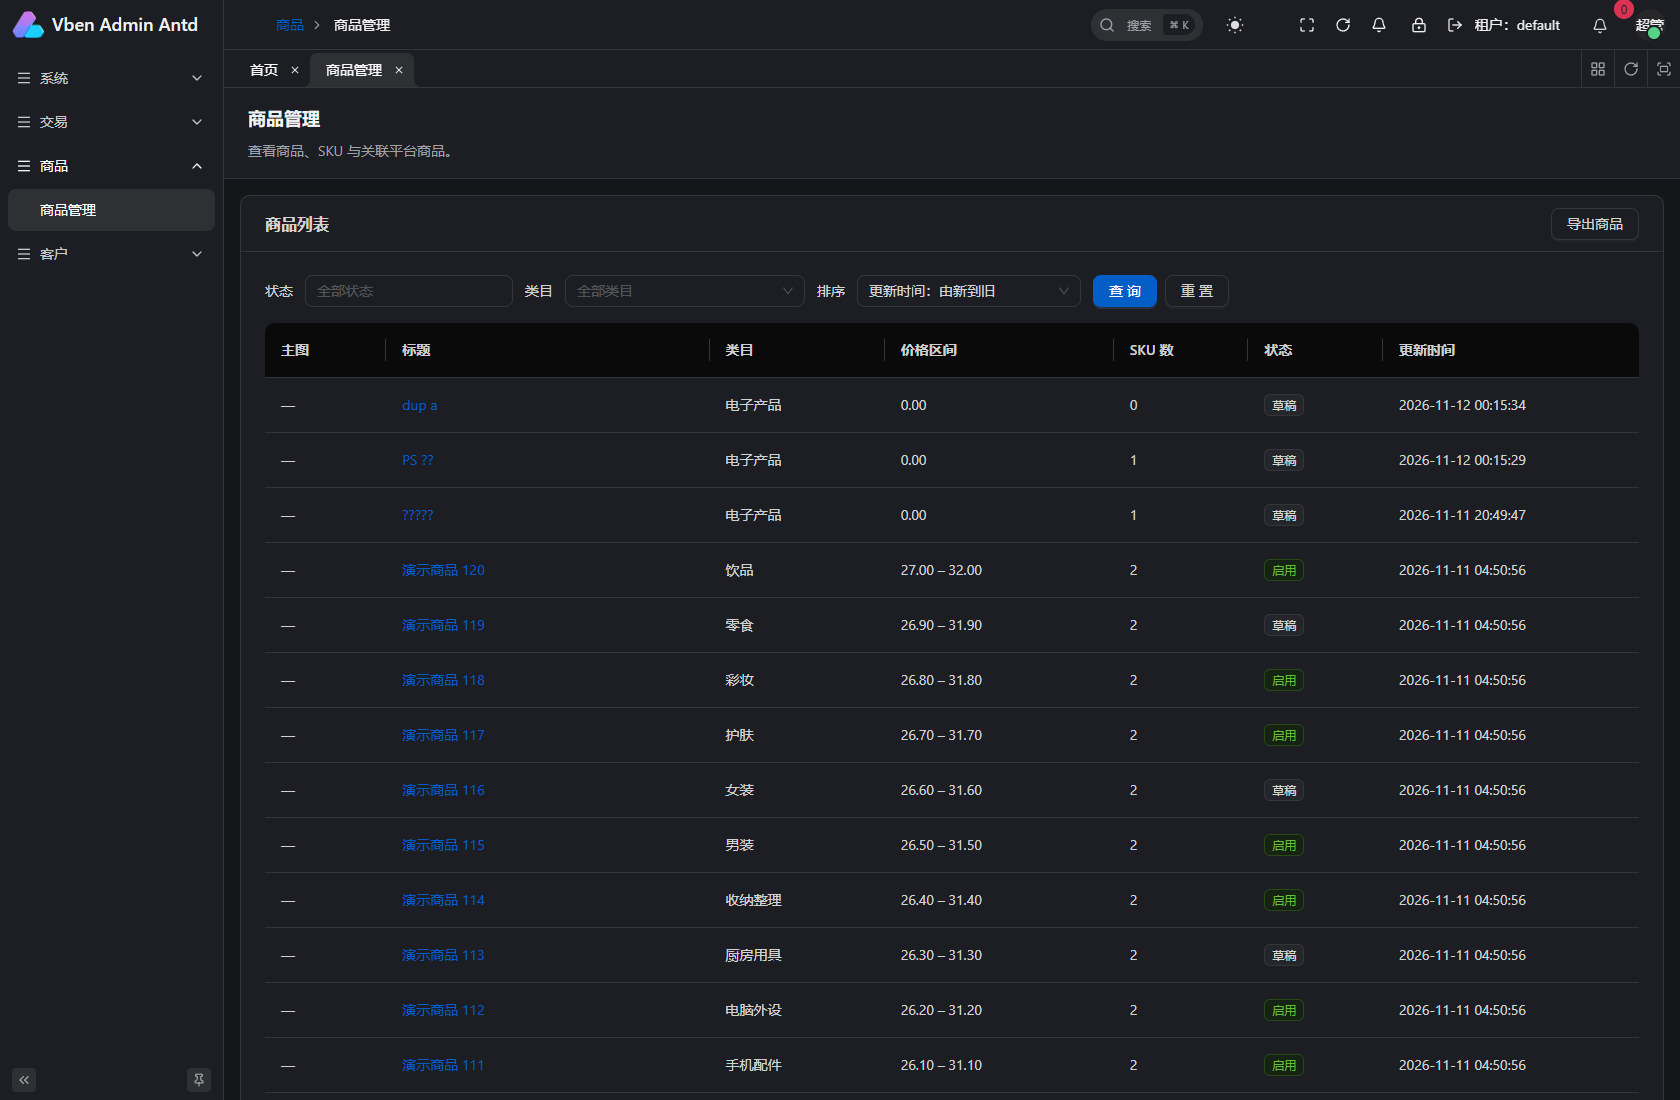 Vben Admin Antd
商品 > 商品管理
搜索 ⌘ K
租户：default
0
超管
系统
交易
商品
商品管理
客户
首页 ×
商品管理 ×
商品管理
查看商品、SKU 与关联平台商品。
商品列表
导出商品
状态 全部状态 类目 全部类目 排序 更新时间：由新到旧 查 询 重 置
主图 标题 类目 价格区间 SKU 数 状态 更新时间
— dup a 电子产品 0.00 0 草稿 2026-11-12 00:15:34
— PS ?? 电子产品 0.00 1 草稿 2026-11-12 00:15:29
— ????? 电子产品 0.00 1 草稿 2026-11-11 20:49:47
— 演示商品 120 饮品 27.00 – 32.00 2 启用 2026-11-11 04:50:56
— 演示商品 119 零食 26.90 – 31.90 2 草稿 2026-11-11 04:50:56
— 演示商品 118 彩妆 26.80 – 31.80 2 启用 2026-11-11 04:50:56
— 演示商品 117 护肤 26.70 – 31.70 2 启用 2026-11-11 04:50:56
— 演示商品 116 女装 26.60 – 31.60 2 草稿 2026-11-11 04:50:56
— 演示商品 115 男装 26.50 – 31.50 2 启用 2026-11-11 04:50:56
— 演示商品 114 收纳整理 26.40 – 31.40 2 启用 2026-11-11 04:50:56
— 演示商品 113 厨房用具 26.30 – 31.30 2 草稿 2026-11-11 04:50:56
— 演示商品 112 电脑外设 26.20 – 31.20 2 启用 2026-11-11 04:50:56
— 演示商品 111 手机配件 26.10 – 31.10 2 启用 2026-11-11 04:50:56